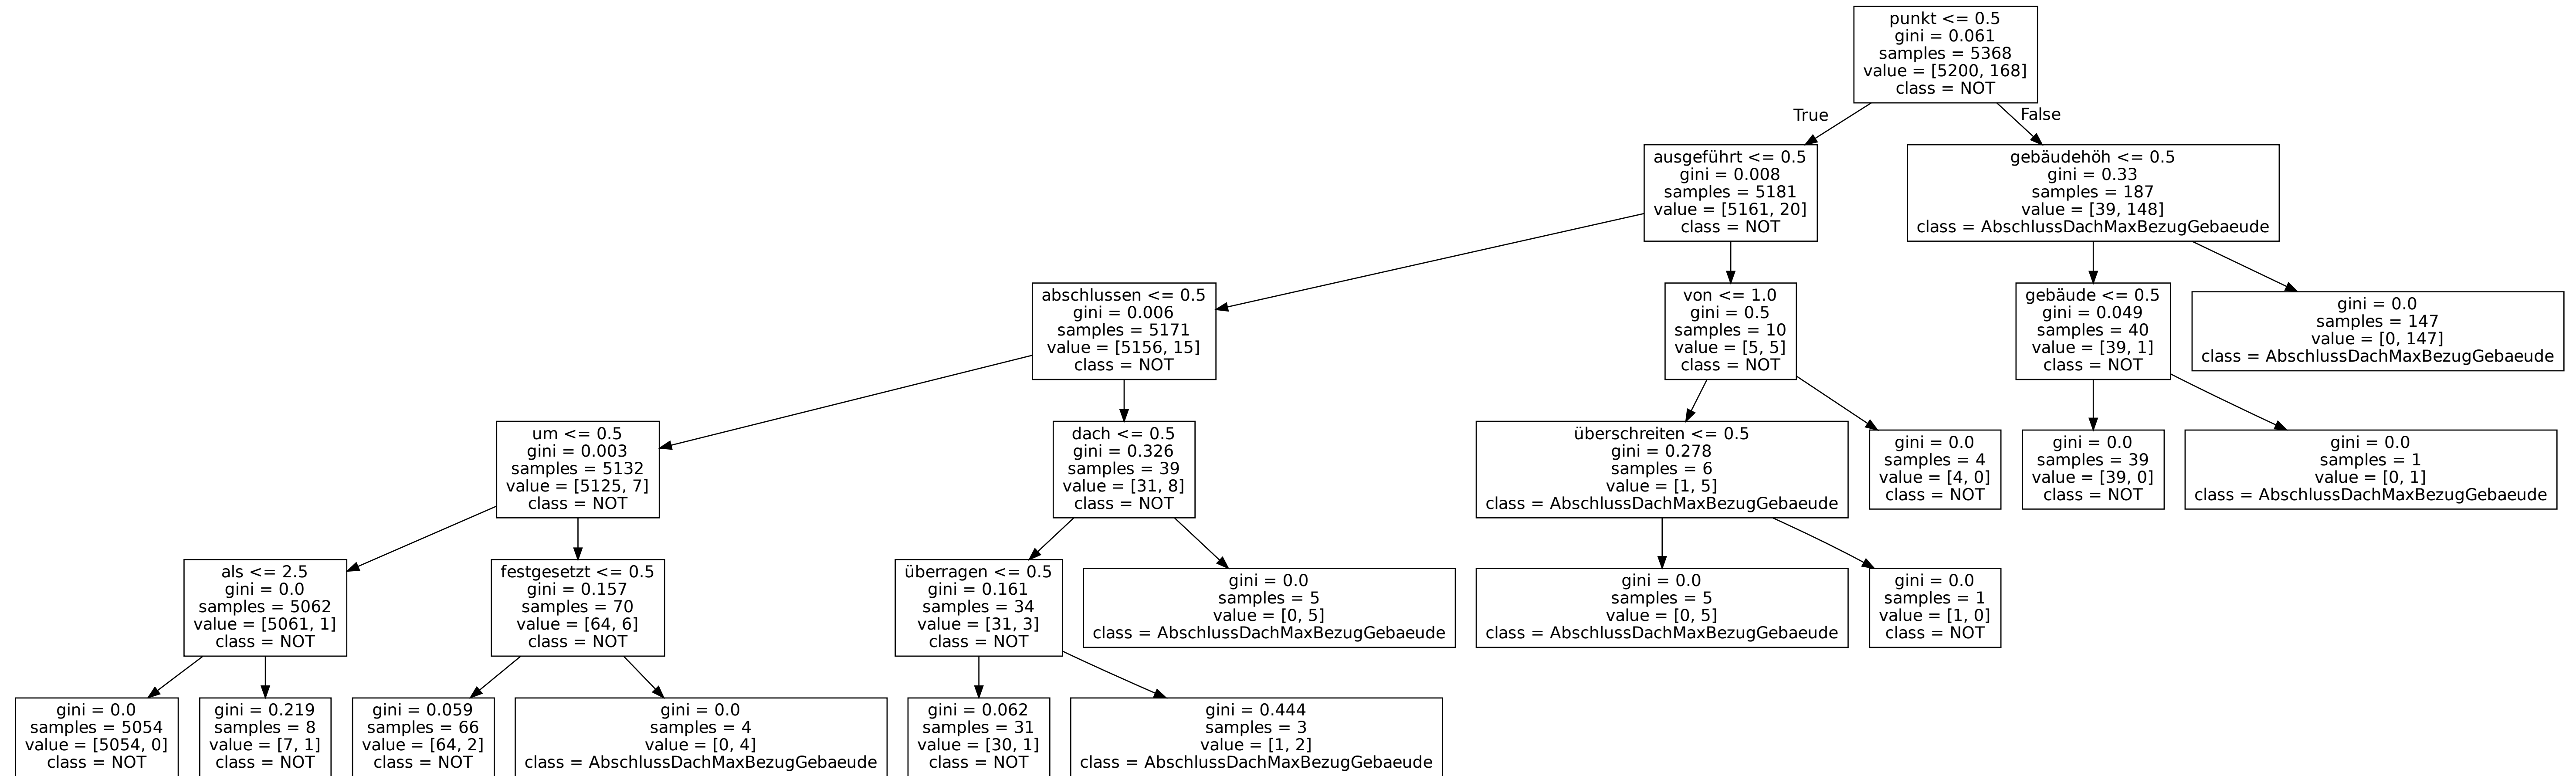 punkt <= 0.5
gini = 0.061
samples = 5368
value = [5200, 168]
class = NOT
True
False
ausgeführt <= 0.5
gini = 0.008
samples = 5181
value = [5161, 20]
class = NOT
gebäudehöh <= 0.5
gini = 0.33
samples = 187
value = [39, 148]
class = AbschlussDachMaxBezugGebaeude
abschlussen <= 0.5
gini = 0.006
samples = 5171
value = [5156, 15]
class = NOT
von <= 1.0
gini = 0.5
samples = 10
value = [5, 5]
class = NOT
gebäude <= 0.5
gini = 0.049
samples = 40
value = [39, 1]
class = NOT
gini = 0.0
samples = 147
value = [0, 147]
class = AbschlussDachMaxBezugGebaeude
um <= 0.5
gini = 0.003
samples = 5132
value = [5125, 7]
class = NOT
dach <= 0.5
gini = 0.326
samples = 39
value = [31, 8]
class = NOT
überschreiten <= 0.5
gini = 0.278
samples = 6
value = [1, 5]
class = AbschlussDachMaxBezugGebaeude
gini = 0.0
samples = 4
value = [4, 0]
class = NOT
gini = 0.0
samples = 39
value = [39, 0]
class = NOT
gini = 0.0
samples = 1
value = [0, 1]
class = AbschlussDachMaxBezugGebaeude
als <= 2.5
gini = 0.0
samples = 5062
value = [5061, 1]
class = NOT
festgesetzt <= 0.5
gini = 0.157
samples = 70
value = [64, 6]
class = NOT
überragen <= 0.5
gini = 0.161
samples = 34
value = [31, 3]
class = NOT
gini = 0.0
samples = 5
value = [0, 5]
class = AbschlussDachMaxBezugGebaeude
gini = 0.0
samples = 5
value = [0, 5]
class = AbschlussDachMaxBezugGebaeude
gini = 0.0
samples = 1
value = [1, 0]
class = NOT
gini = 0.0
samples = 5054
value = [5054, 0]
class = NOT
gini = 0.219
samples = 8
value = [7, 1]
class = NOT
gini = 0.059
samples = 66
value = [64, 2]
class = NOT
gini = 0.0
samples = 4
value = [0, 4]
class = AbschlussDachMaxBezugGebaeude
gini = 0.062
samples = 31
value = [30, 1]
class = NOT
gini = 0.444
samples = 3
value = [1, 2]
class = AbschlussDachMaxBezugGebaeude